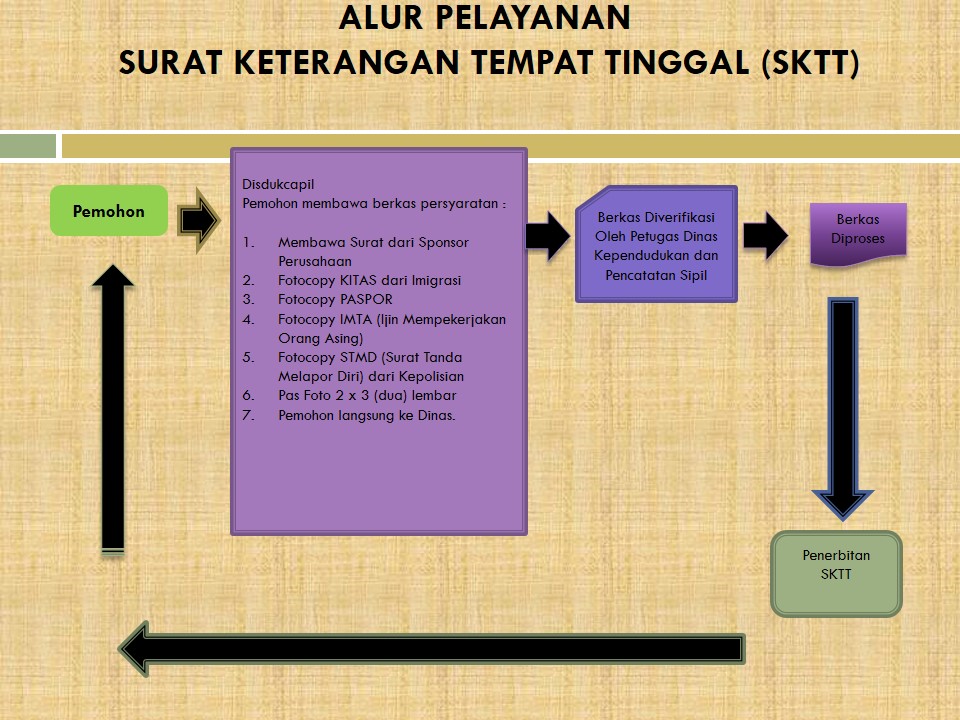 ALUR PELAYANAN
SURAT KETERANGAN TEMPAT TINGGAL (SKTT)
Pemohon
Disdukcapil
Pemohon membawa berkas persyaratan :
1. Membawa Surat dari Sponsor
Perusahaan
2. Fotocopy KITAS dari Imigrasi
3. Fotocopy PASPOR
4. Fotocopy IMTA (Ijin Mempekerjakan
Orang Asing)
5. Fotocopy STMD (Surat Tanda
Melapor Diri) dari Kepolisian
6. Pas Foto 2 x 3 (dua) lembar
7. Pemohon langsung ke Dinas.
Berkas Diverifikasi
Oleh Petugas Dinas
Kependudukan dan
Pencatatan Sipil
Berkas
Diproses
Penerbitan
SKTT